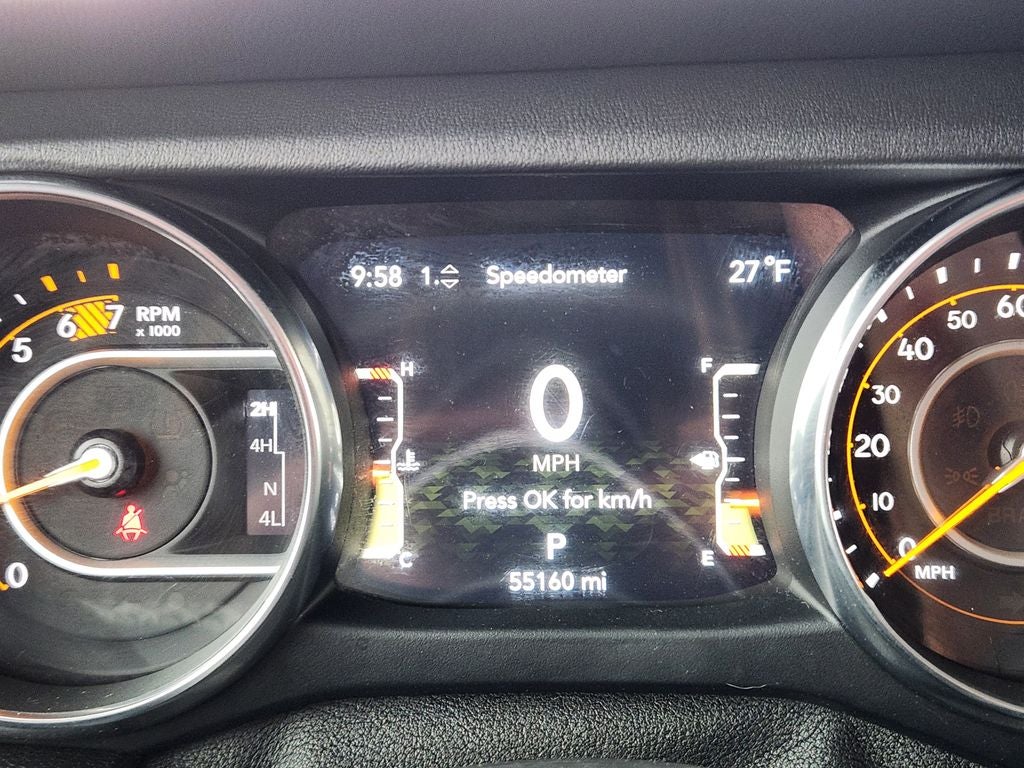 9:58 1. Speedometer 27°F
5 6 7 RPM
x 1000
0
2H
4H
N
4L
H
C
0
MPH
Press OK for km/h
P
55160 mi
F
E
0 10 20 30 40 50 60
MPH